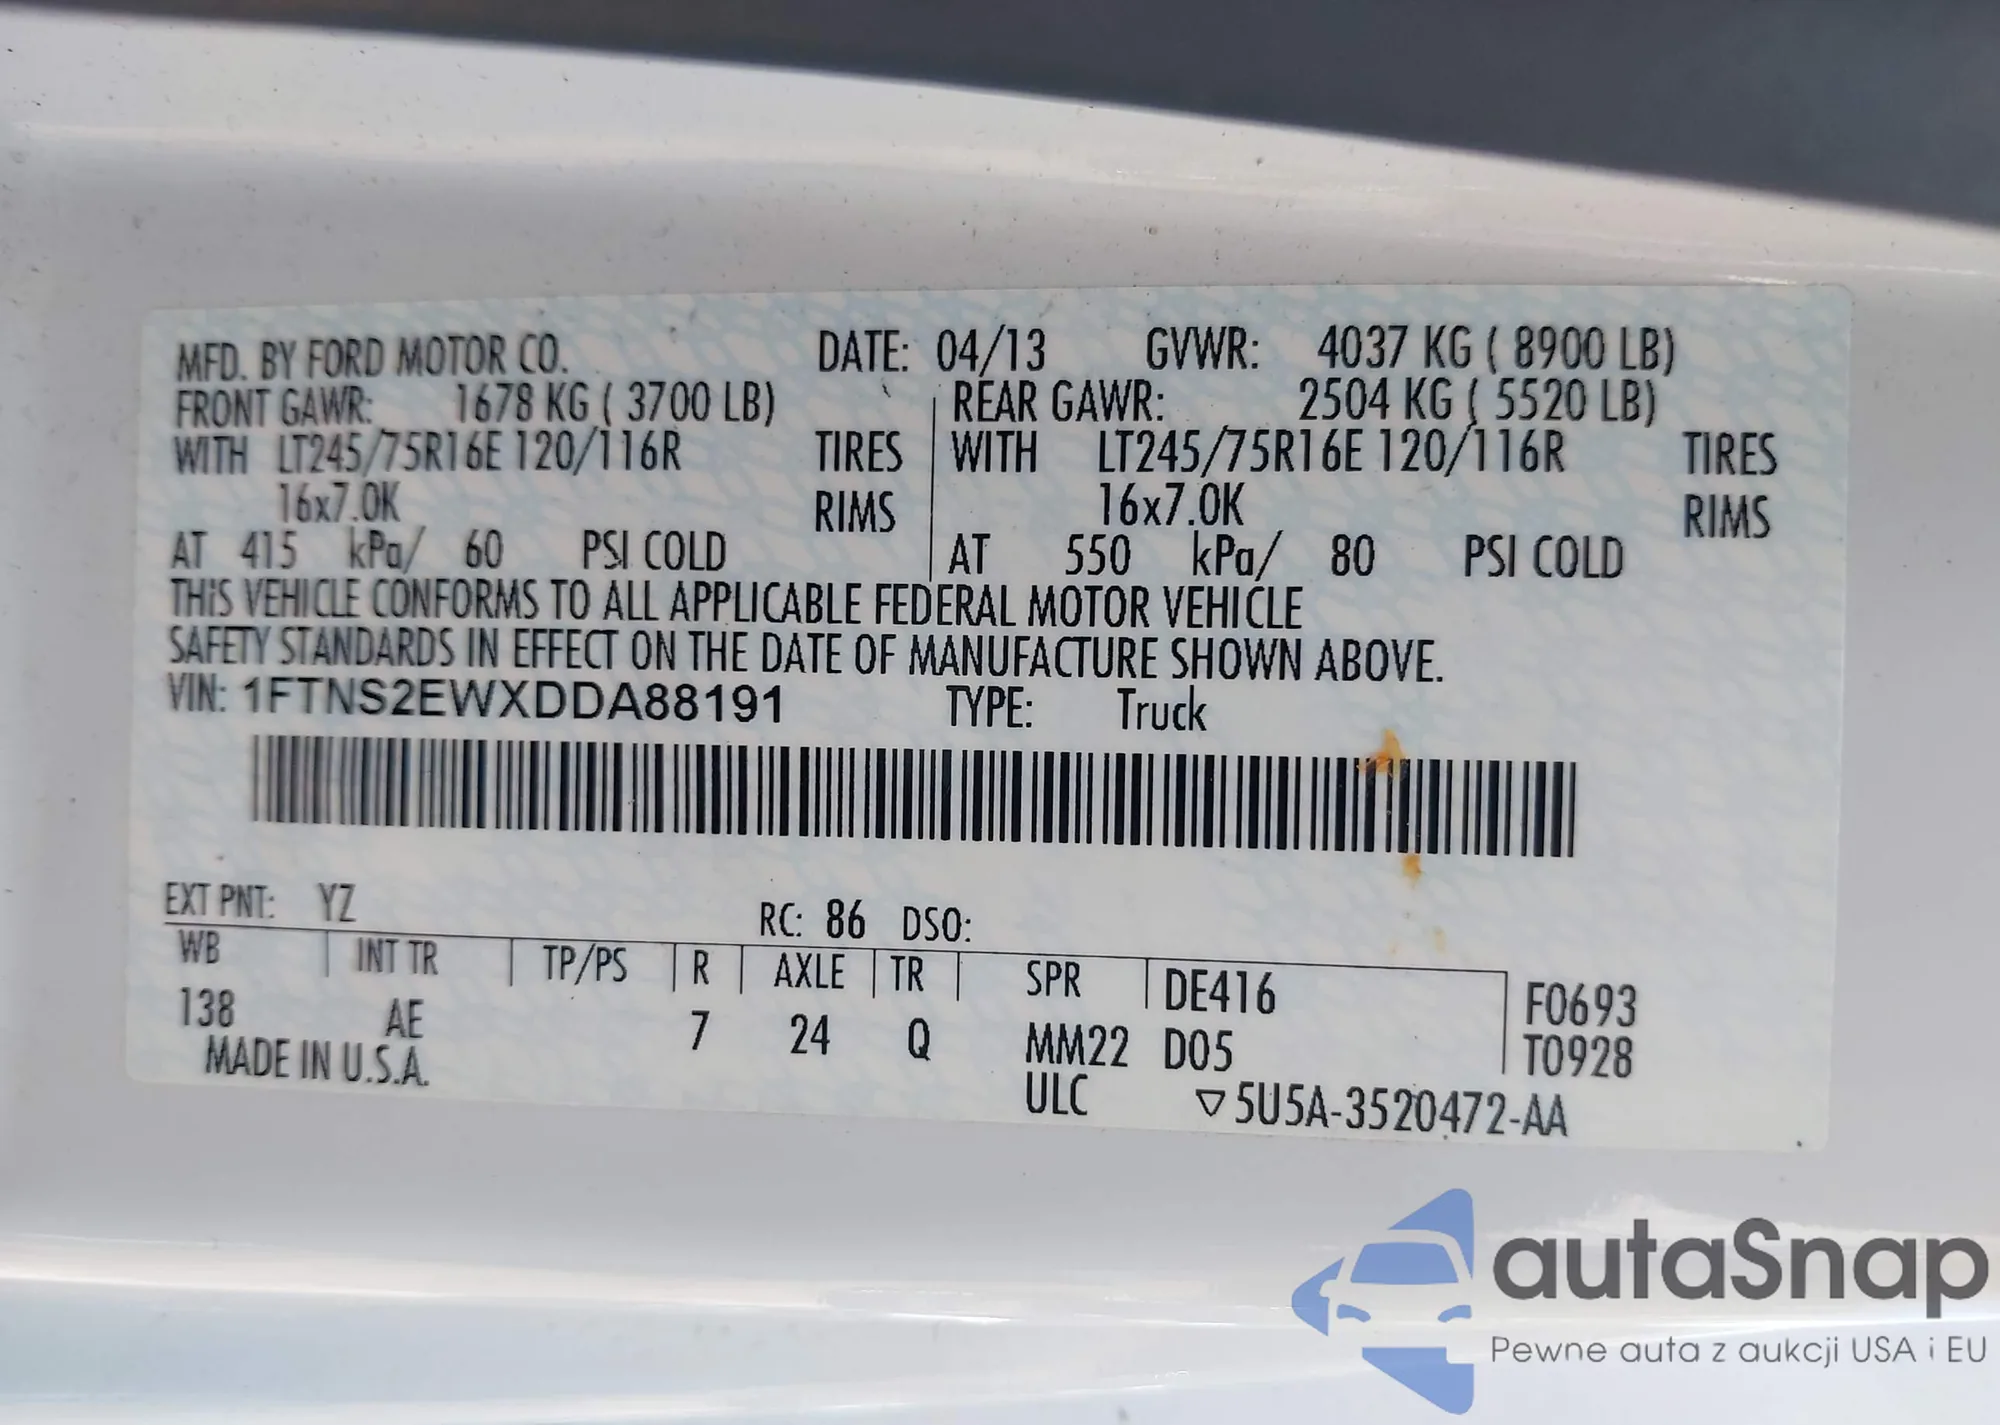 MFD. BY FORD MOTOR CO. DATE: 04/13 GVWR: 4037 KG ( 8900 LB)
FRONT GAWR: 1678 KG ( 3700 LB) REAR GAWR: 2504 KG ( 5520 LB)
WITH LT245/75R16E 120/116R TIRES WITH LT245/75R16E 120/116R TIRES
16x7.0K RIMS 16x7.0K RIMS
AT 415 kPa/ 60 PSI COLD AT 550 kPa/ 80 PSI COLD
THIS VEHICLE CONFORMS TO ALL APPLICABLE FEDERAL MOTOR VEHICLE
SAFETY STANDARDS IN EFFECT ON THE DATE OF MANUFACTURE SHOWN ABOVE.
VIN: 1FTNS2EWXDDA88191 TYPE: Truck
EXT PNT: YZ RC: 86 DSO:
WB INT TR TP/PS R AXLE TR SPR DE416 F0693
138 AE 7 24 Q MM22 D05 T0928
MADE IN U.S.A. ULC ▽5U5A-3520472-AA
autaSnap
Pewne auta z aukcji USA i EU